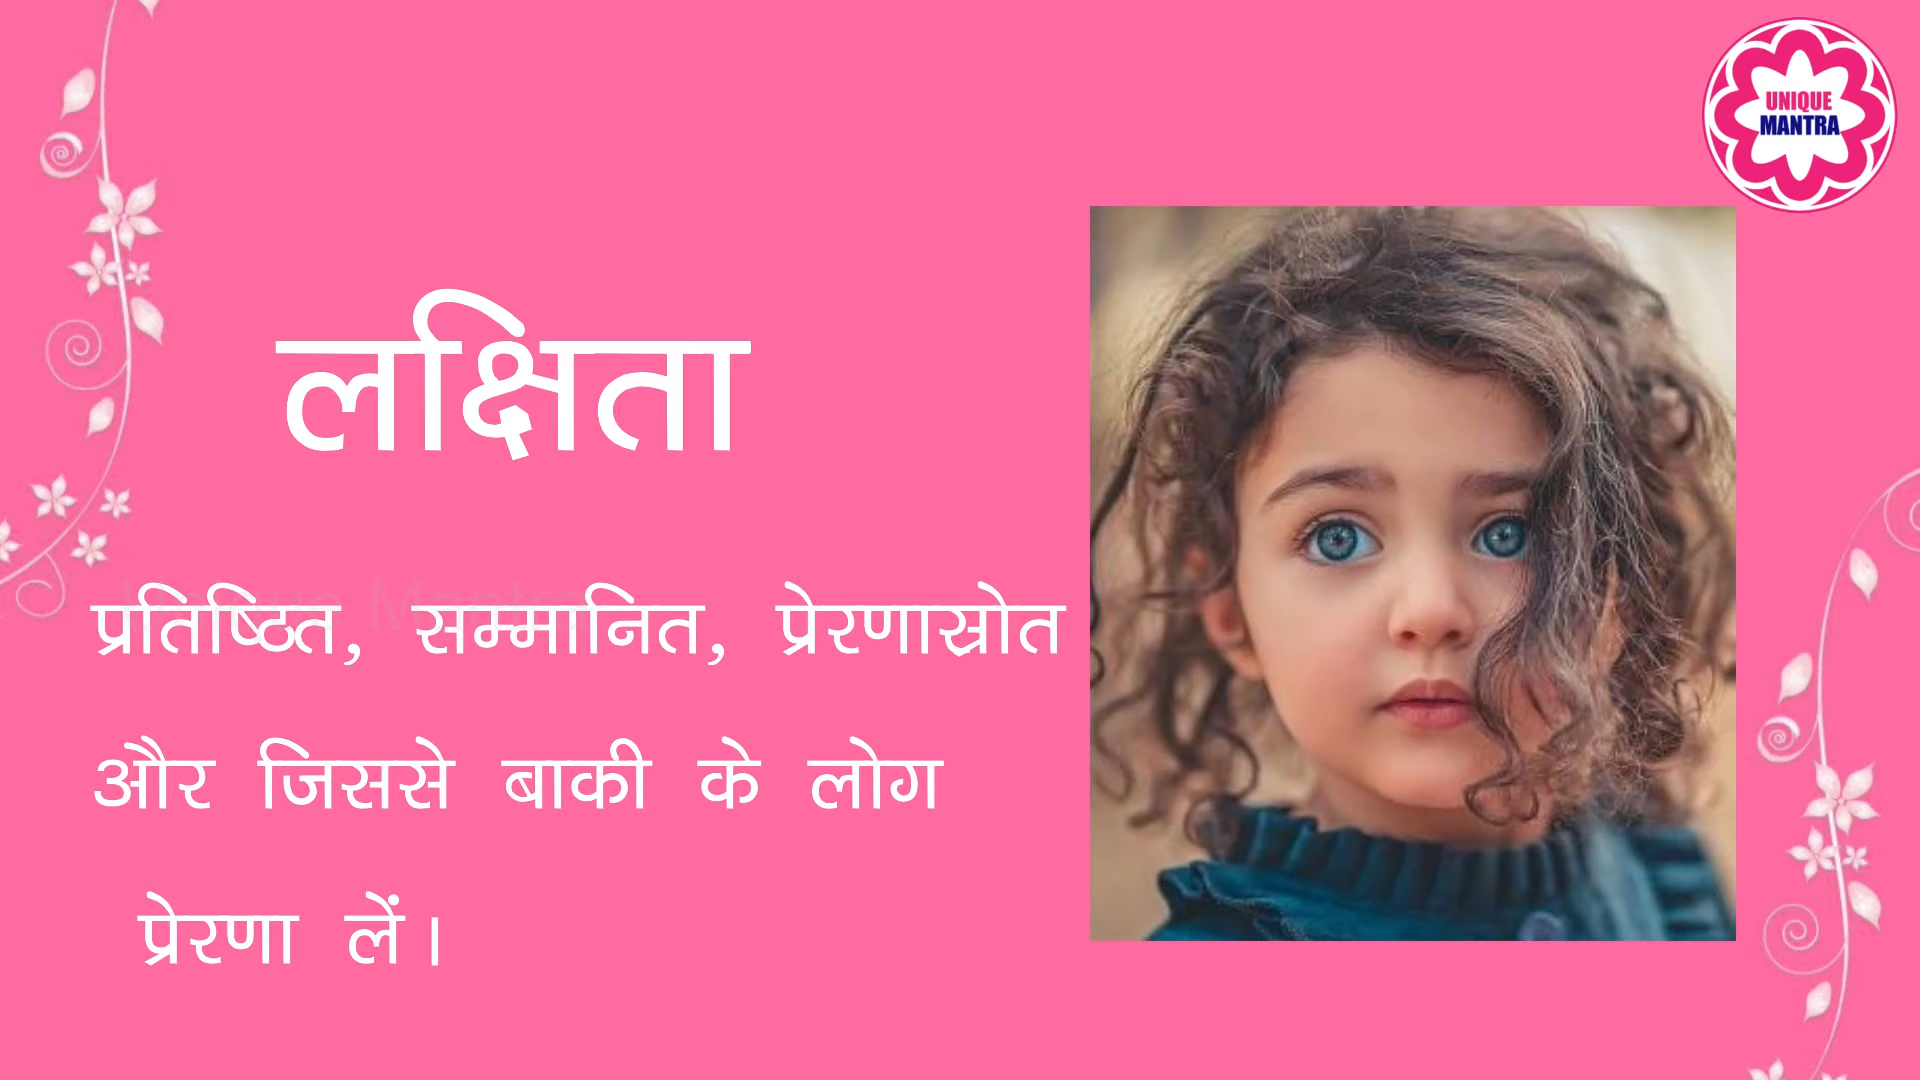 UNIQUE
MANTRA
लक्षिता
प्रतिष्ठित, सम्मानित, प्रेरणास्रोत
और जिससे बाकी के लोग
प्रेरणा लें।